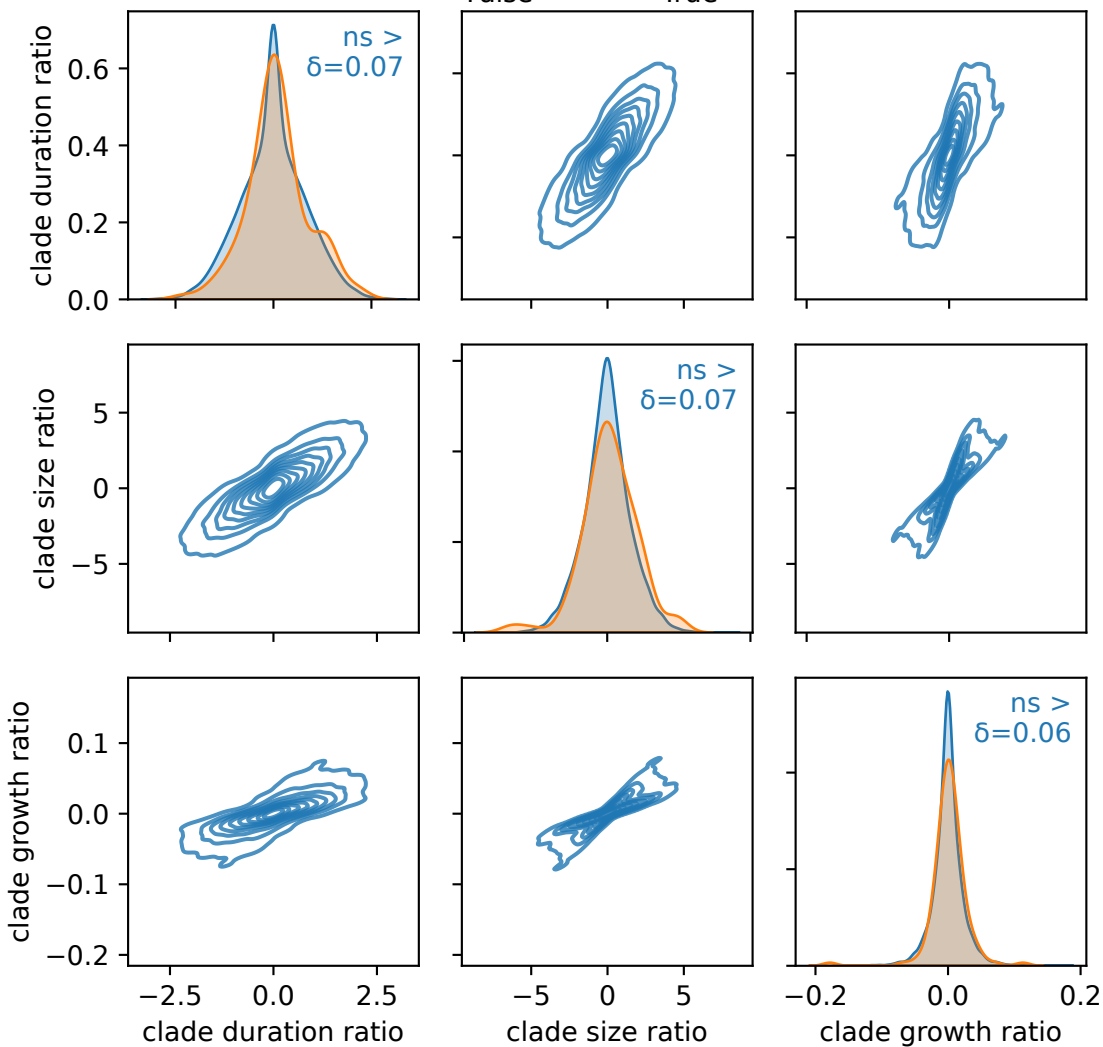 True
clade duration ratio
0.6
0.4
0.2
0.0
ns >
δ=0.07
clade size ratio
5
0
−5
ns >
δ=0.07
clade growth ratio
0.1
0.0
−0.1
−0.2
ns >
δ=0.06
−2.5 0.0 2.5
−5 0 5
−0.2 0.0 0.2
clade duration ratio
clade size ratio
clade growth ratio